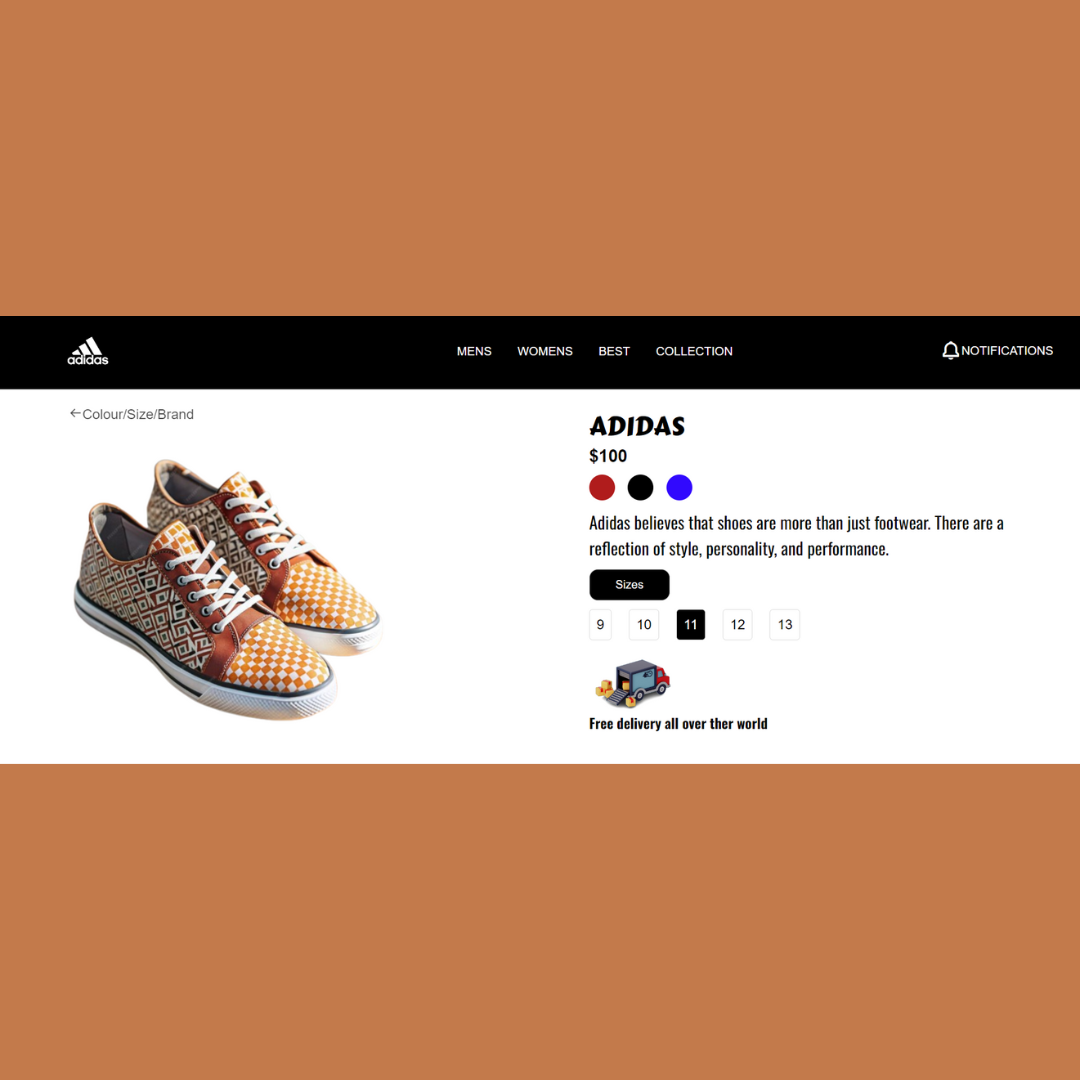 adidas
MENS WOMENS BEST COLLECTION
NOTIFICATIONS
←Colour/Size/Brand
ADIDAS
$100
Adidas believes that shoes are more than just footwear. There are a
reflection of style, personality, and performance.
Sizes
9 10 11 12 13
Free delivery all over ther world